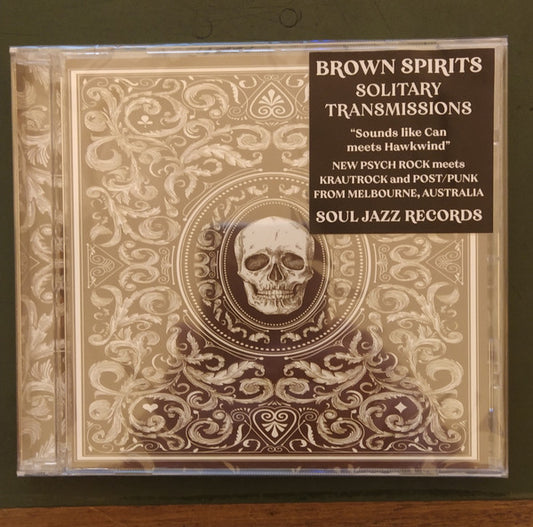 BROWN SPIRITS
SOLITARY
TRANSMISSIONS
“Sounds like Can
meets Hawkwind”
NEW PSYCH ROCK meets
KRAUTROCK and POST/PUNK
FROM MELBOURNE, AUSTRALIA
SOUL JAZZ RECORDS